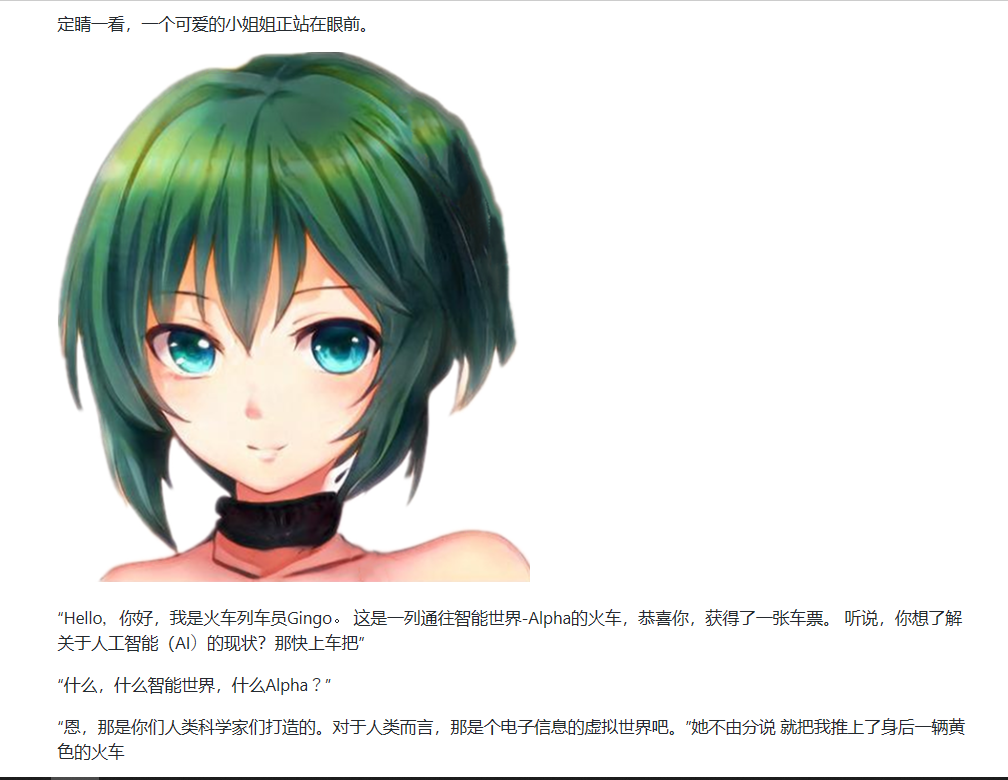 定睛一看，一个可爱的小姐姐正站在眼前。
“Hello，你好，我是火车列车员Gingo。 这是一列通往智能世界-Alpha的火车，恭喜你，获得了一张车票。 听说，你想了解
关于人工智能（AI）的现状？那快上车把”
“什么，什么智能世界，什么Alpha？”
“恩，那是你们人类科学家们打造的。对于人类而言，那是个电子信息的虚拟世界吧。”她不由分说 就把我推上了身后一辆黄
色的火车